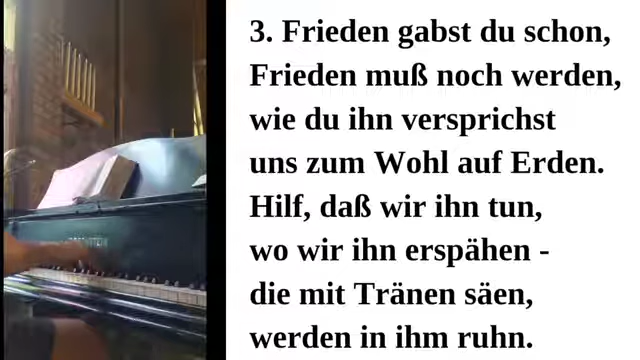 3. Frieden gabst du schon,
Frieden muß noch werden,
wie du ihn versprichst
uns zum Wohl auf Erden.
Hilf, daß wir ihn tun,
wo wir ihn erspähen -
die mit Tränen säen,
werden in ihm ruhn.